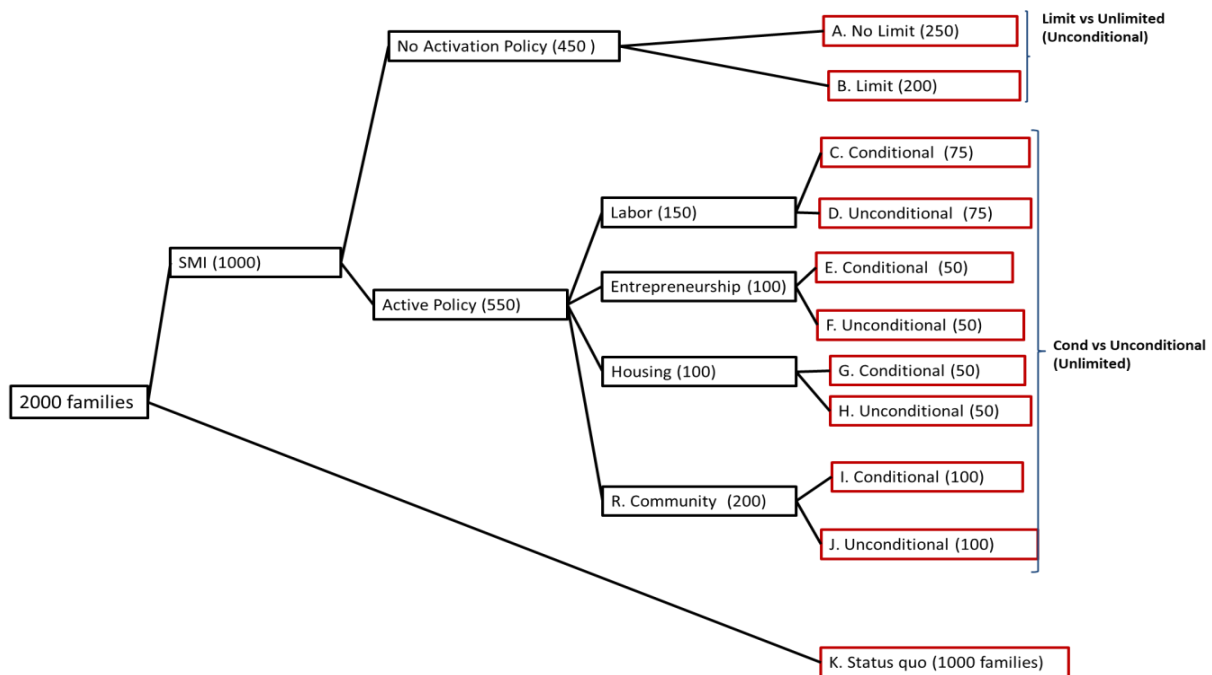 No Activation Policy (450 )
A. No Limit (250)
B. Limit (200)
Limit vs Unlimited
(Unconditional)
C. Conditional (75)
Labor (150)
D. Unconditional (75)
SMI (1000)
E. Conditional (50)
Entrepreneurship (100)
Active Policy (550)
F. Unconditional (50)
Cond vs Unconditional
(Unlimited)
Housing (100)
G. Conditional (50)
2000 families
H. Unconditional (50)
I. Conditional (100)
R. Community (200)
J. Unconditional (100)
K. Status quo (1000 families)